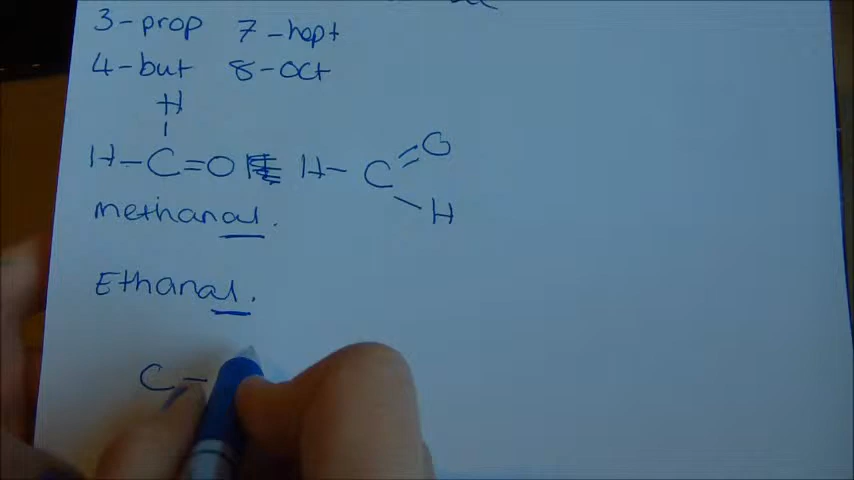 3-prop 7-hept
4-but 8-Oct
H
H-C=O H-C=O
H
methanal.
Ethanal.
C-